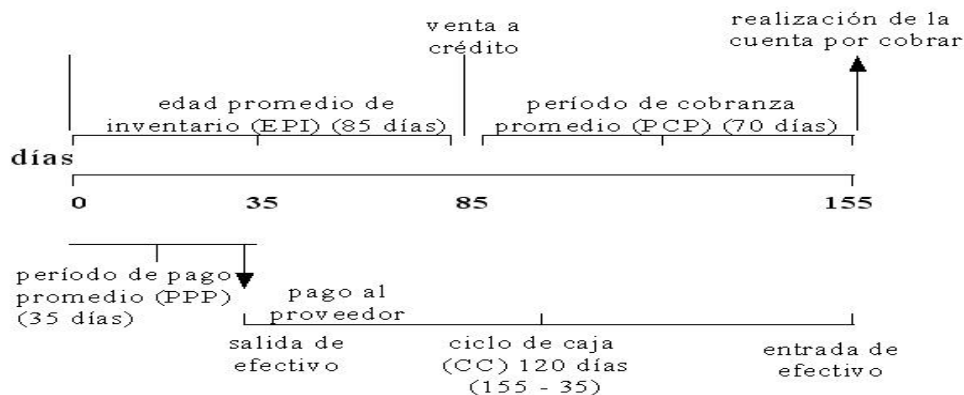 venta a
crédito
realización de la
cuenta por cobrar
edad promedio de
inventario (EPI) (85 días)
período de cobranza
promedio (PCP) (70 días)
días
0 35 85 155
período de pago
promedio (PPP)
(35 días)
pago al
proveedor
salida de
efectivo
ciclo de caja
(CC) 120 días
(155 - 35)
entrada de
efectivo